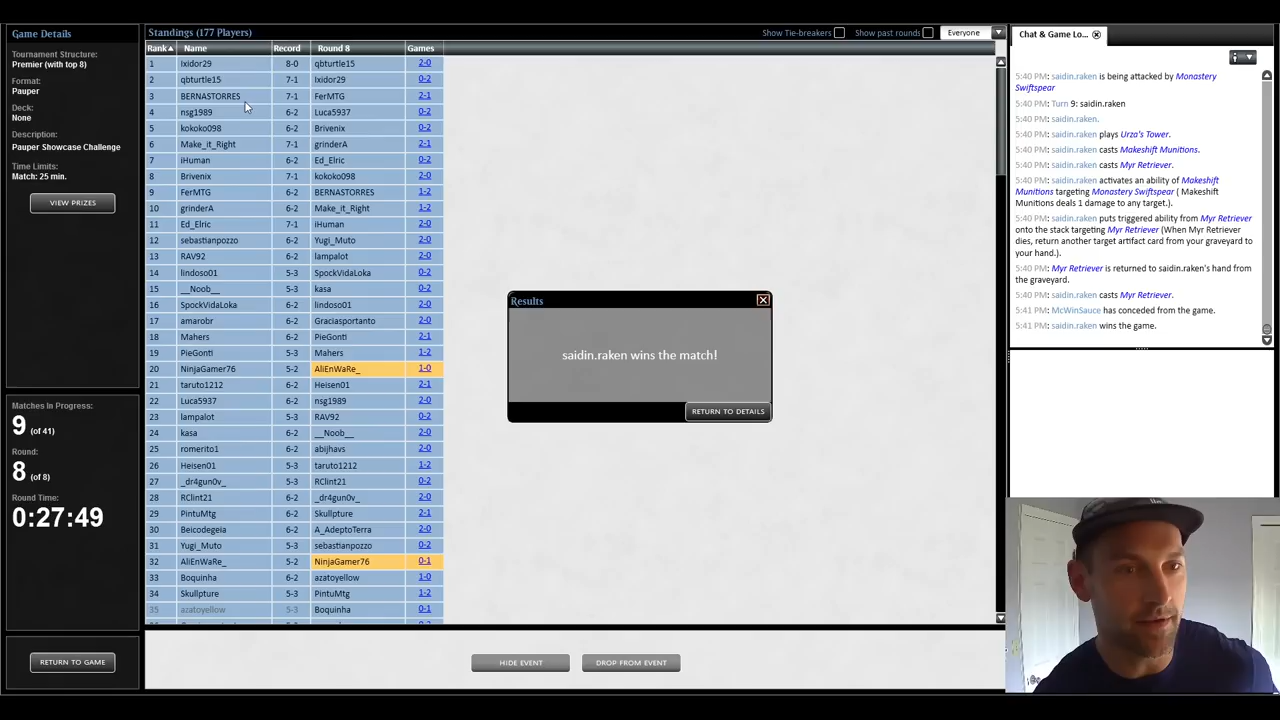 Game Details
Tournament Structure:
Premier (with top 8)
Format:
Pauper
Deck:
None
Description:
Pauper Showcase Challenge
Time Limits:
Match: 25 min.
VIEW PRIZES
Matches In Progress:
9 (of 41)
Round:
8 (of 8)
Round Time:
0:27:49
RETURN TO GAME
Standings (177 Players)
Show Tie-breakers
Show past rounds
Everyone
Rank Name Record Round 8 Games
1 Ixidor29 8-0 qbturtle15 2-0
2 qbturtle15 7-1 Ixidor29 0-2
3 BERNASTORRES 7-1 FerMTG 2-1
4 nsg1989 6-2 Luca5937 0-2
5 kokoko098 6-2 Brivenix 0-2
6 Make_it_Right 7-1 grinderA 2-1
7 iHuman 6-2 Ed_Elric 0-2
8 Brivenix 7-1 kokoko098 2-0
9 FerMTG 6-2 BERNASTORRES 1-2
10 grinderA 6-2 Make_it_Right 1-2
11 Ed_Elric 7-1 iHuman 2-0
12 sebastianpozzo 6-2 Yugi_Muto 2-0
13 RAV92 6-2 lampalot 2-0
14 lindoso01 5-3 SpockVidaLoka 0-2
15 __Noob__ 5-3 kasa 0-2
16 SpockVidaLoka 6-2 lindoso01 2-0
17 amarobr 6-2 Graciasportanto 2-0
18 Mahers 6-2 PieGonti 2-1
19 PieGonti 5-3 Mahers 1-2
20 NinjaGamer76 5-2 AliEnWaRe_ 1-0
21 taruto1212 6-2 Heisen01 2-1
22 Luca5937 6-2 nsg1989 2-0
23 lampalot 5-3 RAV92 0-2
24 kasa 6-2 __Noob__ 2-0
25 romerito1 6-2 abijhavs 2-0
26 Heisen01 5-3 taruto1212 1-2
27 _dr4gun0v_ 5-3 RClint21 0-2
28 RClint21 6-2 _dr4gun0v_ 2-0
29 PintuMtg 6-2 Skullpture 2-1
30 Beicodegeia 6-2 A_AdeptoTerra 2-0
31 Yugi_Muto 5-3 sebastianpozzo 0-2
32 AliEnWaRe_ 5-2 NinjaGamer76 0-1
33 Boquinha 6-2 azatoyellow 1-0
34 Skullpture 5-3 PintuMtg 1-2
35 azatoyellow 5-3 Boquinha 0-1
Results
saidin.raken wins the match!
RETURN TO DETAILS
HIDE EVENT
DROP FROM EVENT
Chat & Game Lo...
5:40 PM: saidin.raken is being attacked by Monastery
Swiftspear
5:40 PM: Turn 9: saidin.raken
5:40 PM: saidin.raken.
5:40 PM: saidin.raken plays Urza's Tower.
5:40 PM: saidin.raken casts Makeshift Munitions.
5:40 PM: saidin.raken casts Myr Retriever.
5:40 PM: saidin.raken activates an ability of Makeshift
Munitions targeting Monastery Swiftspear ( Makeshift
Munitions deals 1 damage to any target.).
5:40 PM: saidin.raken puts triggered ability from Myr Retriever
onto the stack targeting Myr Retriever (When Myr Retriever
dies, return another target artifact card from your graveyard to
your hand.).
5:40 PM: Myr Retriever is returned to saidin.raken's hand from
the graveyard.
5:40 PM: saidin.raken casts Myr Retriever.
5:41 PM: McWinSauce has conceded from the game.
5:41 PM: saidin.raken wins the game.